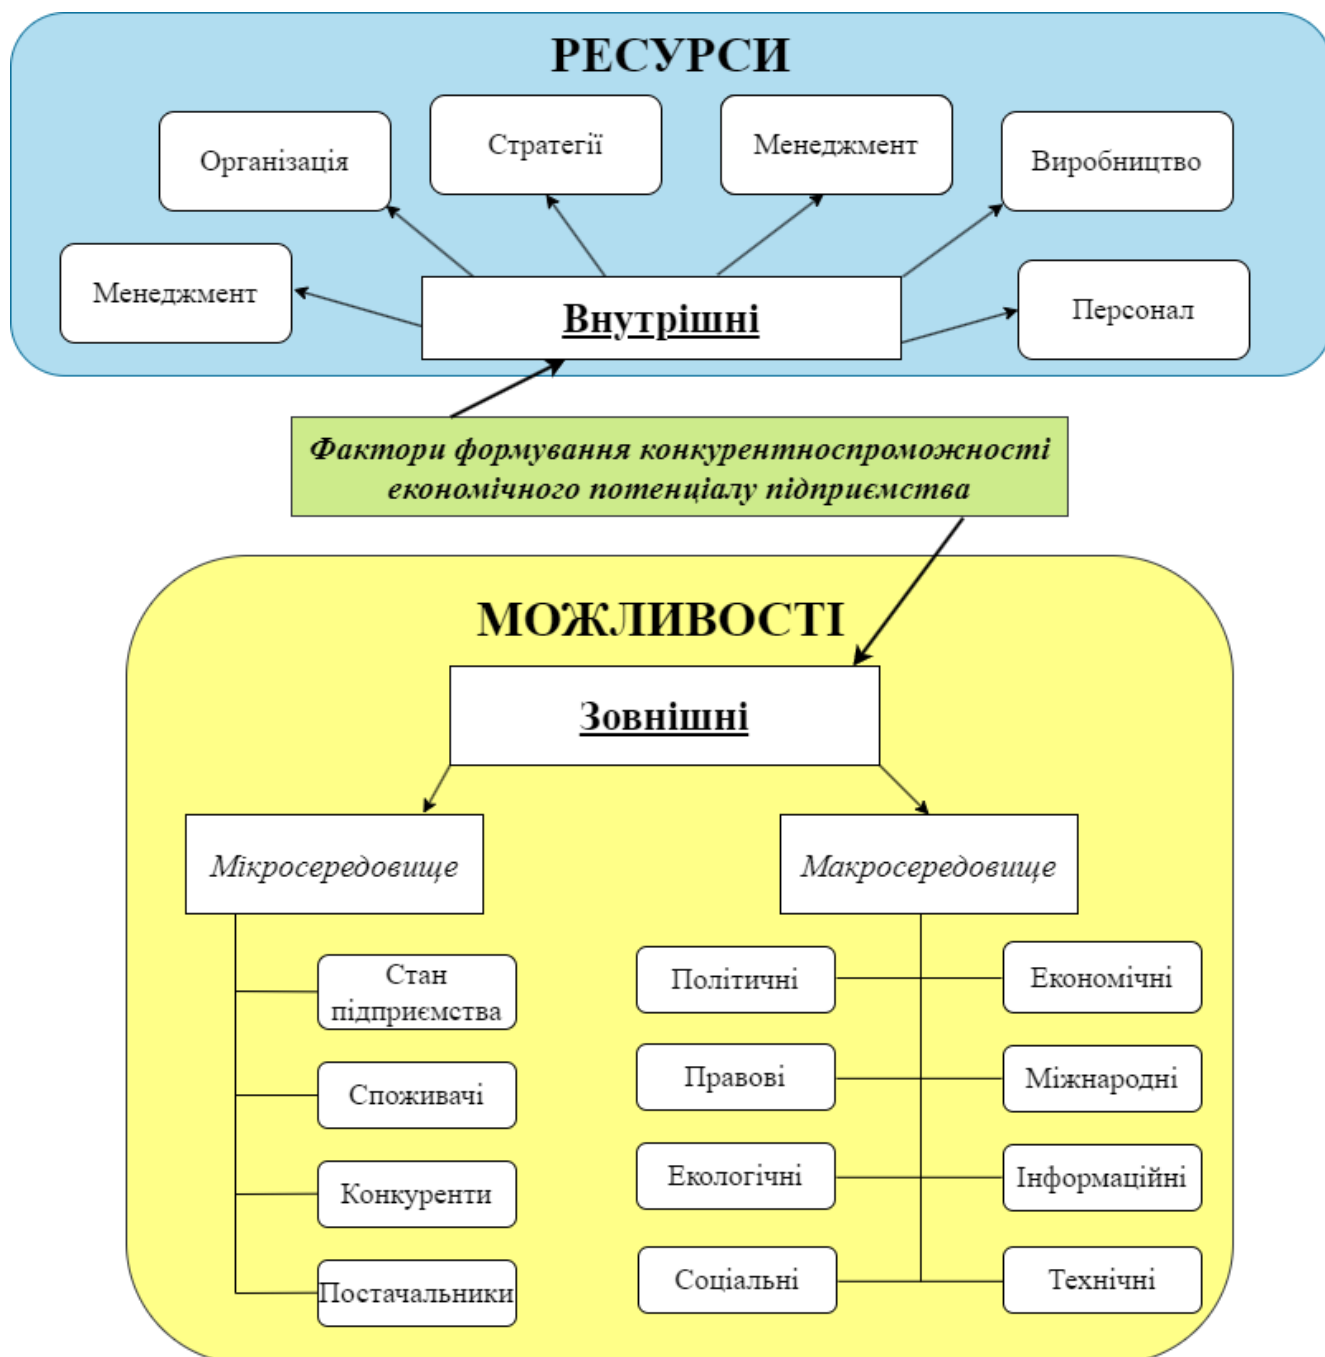 РЕСУРСИ
Організація
Стратегії
Менеджмент
Виробництво
Менеджмент
Внутрішні
Персонал
Фактори формування конкурентноспроможності
економічного потенціалу підприємства
МОЖЛИВОСТІ
Зовнішні
Мікросередовище
Стан
підприємства
Споживачі
Конкуренти
Постачальники
Макросередовище
Політичні
Економічні
Правові
Міжнародні
Екологічні
Інформаційні
Соціальні
Технічні